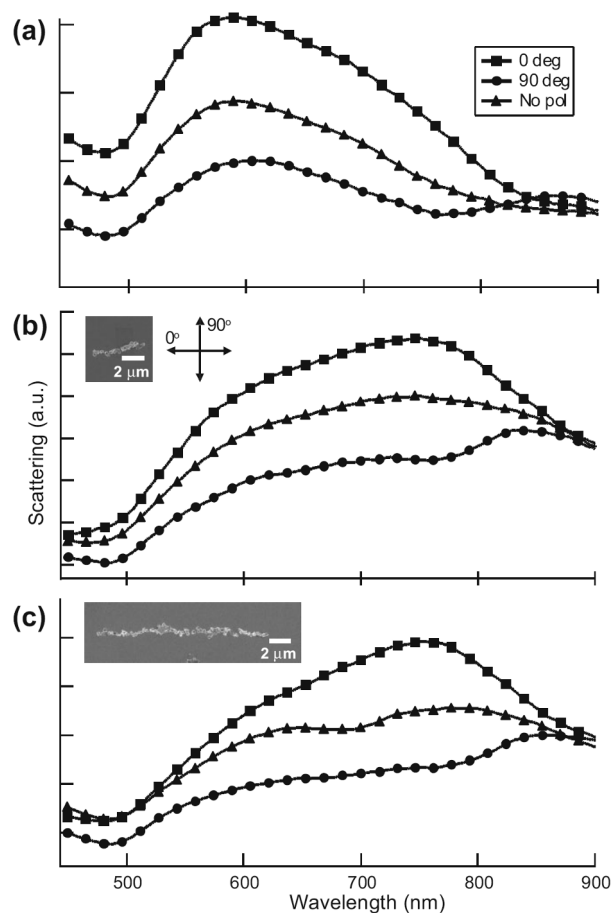 (a)
0 deg
90 deg
No pol
(b)
0°
90°
2 μm
Scattering (a.u.)
(c)
2 μm
500
600
700
800
900
Wavelength (nm)